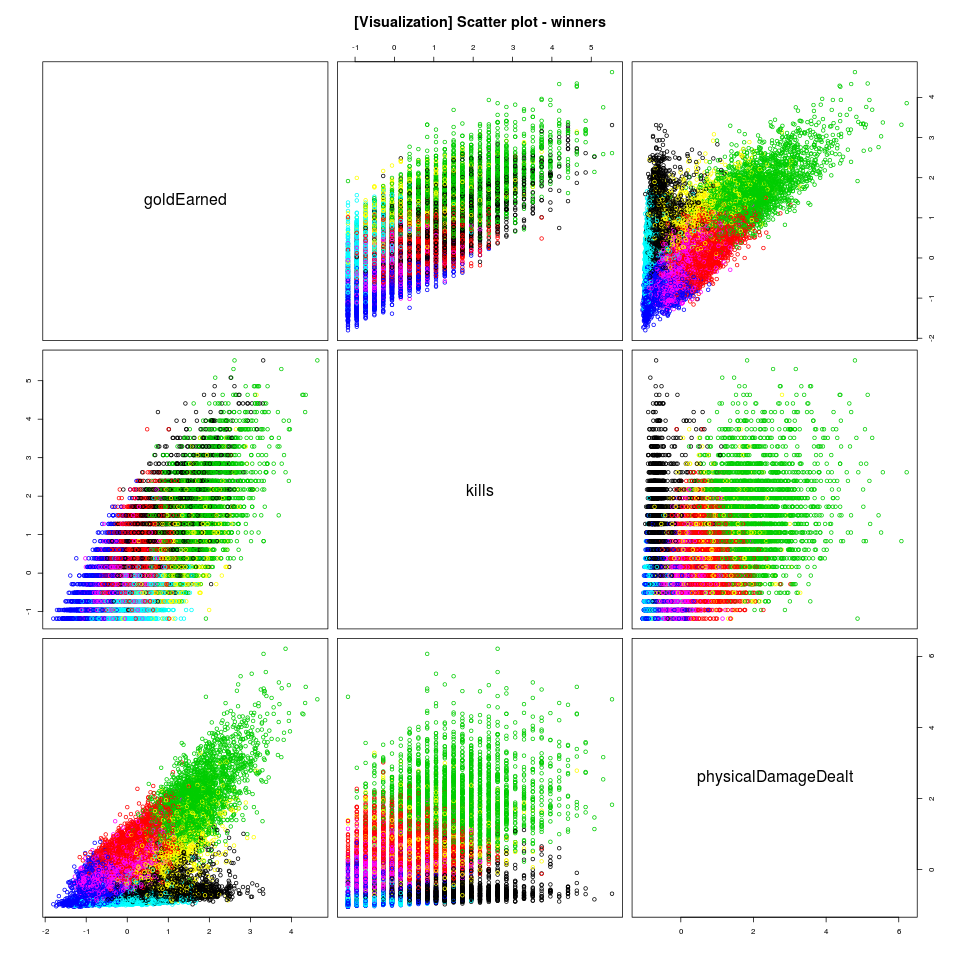 [Visualization] Scatter plot - winners
-1 0 1 2 3 4 5
goldEarned
4
3
2
1
0
-1
-2
5
4
3
2
1
0
-1
kills
physicalDamageDealt
6
4
2
0
-2 -1 0 1 2 3 4
0 2 4 6